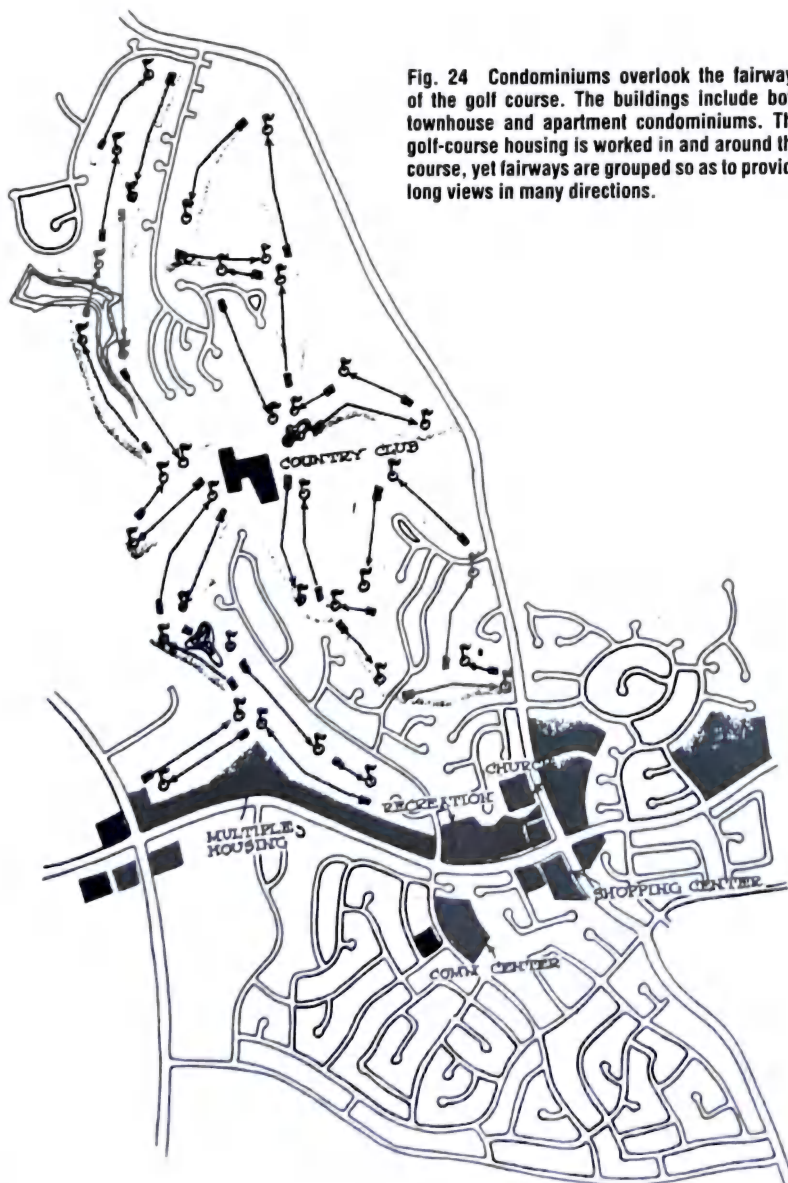 Fig. 24 Condominiums overlook the fairway
of the golf course. The buildings include bo
townhouse and apartment condominiums. Th
golf-course housing is worked in and around th
course, yet fairways are grouped so as to provid
long views in many directions.
COUNTRY CLUB
CHURCH
RECREATION
MULTIPLE
HOUSING
SHOPPING CENTER
COMM CENTER